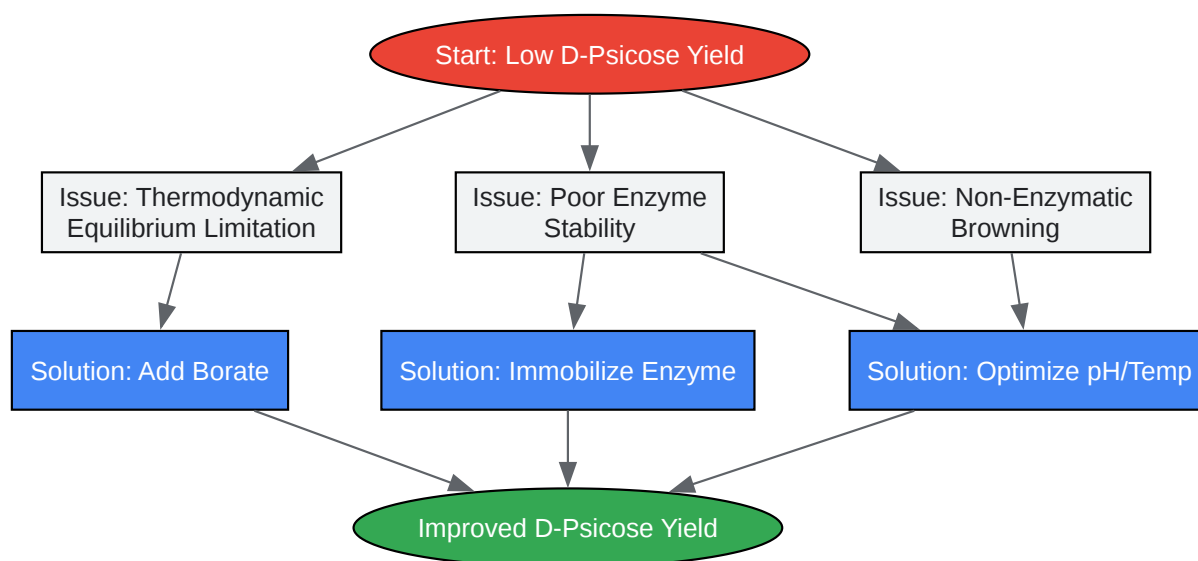 Start: Low D-Psicose Yield
Issue: Thermodynamic
Equilibrium Limitation
Issue: Poor Enzyme
Stability
Issue: Non-Enzymatic
Browning
Solution: Add Borate
Solution: Immobilize Enzyme
Solution: Optimize pH/Temp
Improved D-Psicose Yield